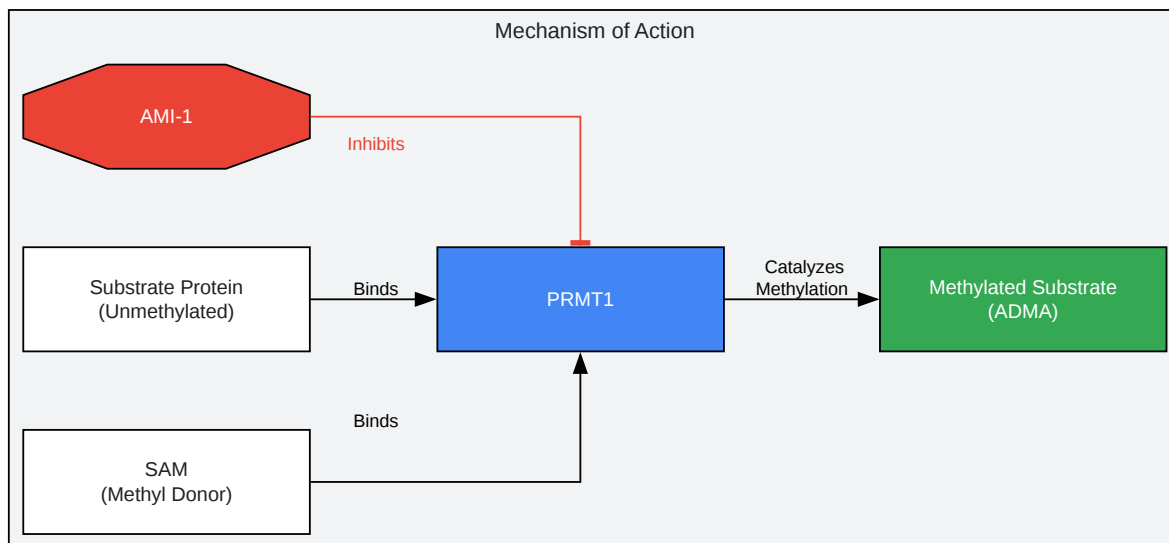 Mechanism of Action
AMI-1
Inhibits
Substrate Protein
(Unmethylated)
Binds
PRMT1
Catalyzes
Methylation
Methylated Substrate
(ADMA)
Binds
SAM
(Methyl Donor)